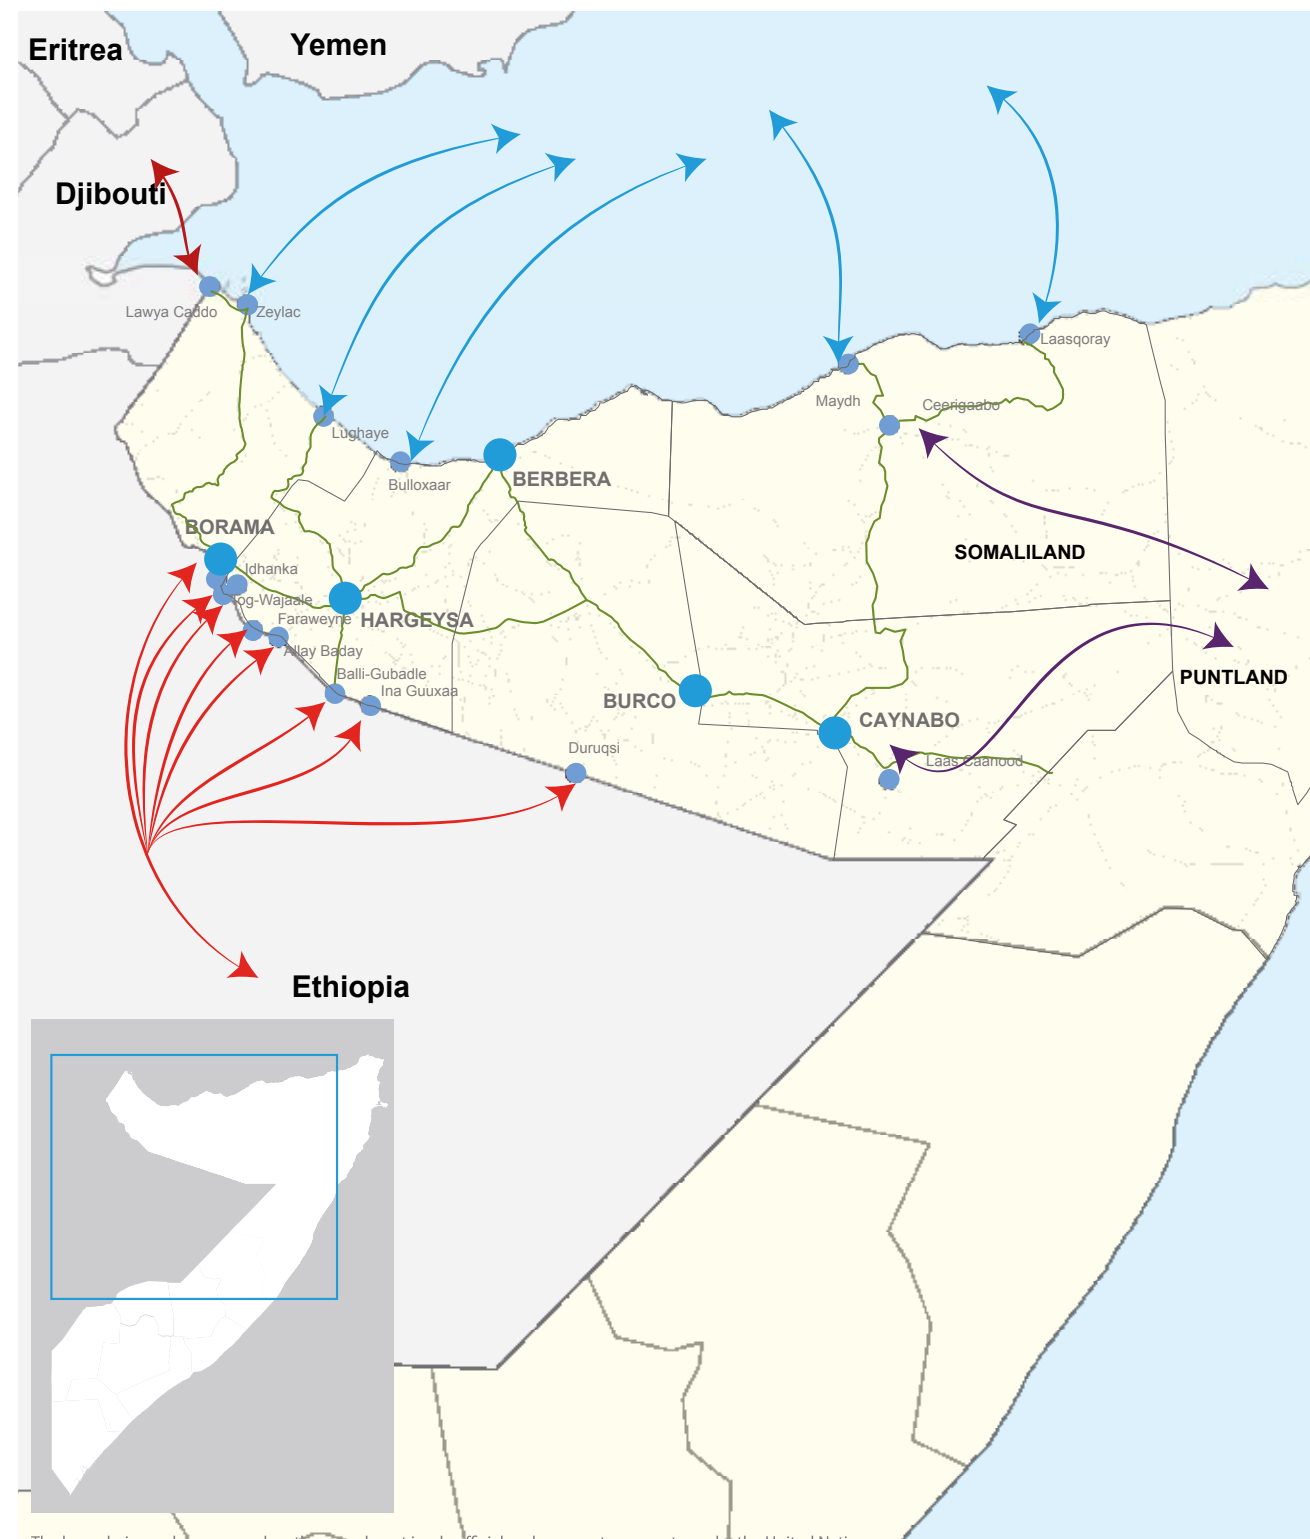 Eritrea
Yemen
Djibouti
Lawya Caddo
Zeylac
Laasqoray
Maydh
Ceerigaabo
Lughaye
Bulloxaar
BERBERA
BORAMA
SOMALILAND
Idhanka
Tog-Wajaale
Faraweyne
HARGEYSA
Allay Baday
Balli-Gubadle
Ina Guuxaa
PUNTLAND
BURCO
CAYNABO
Duruqsi
Laas Caanood
Ethiopia